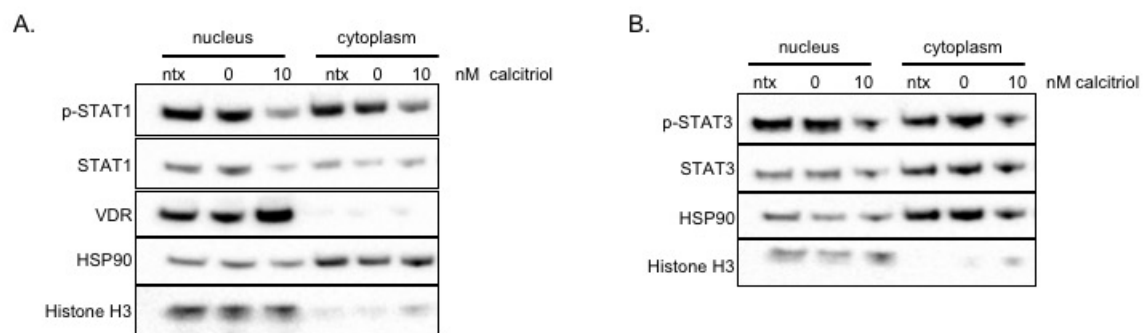 A.
nucleus cytoplasm
ntx 0 10 ntx 0 10 nM calcitriol
p-STAT1
STAT1
VDR
HSP90
Histone H3
B.
nucleus cytoplasm
ntx 0 10 ntx 0 10 nM calcitriol
p-STAT3
STAT3
HSP90
Histone H3